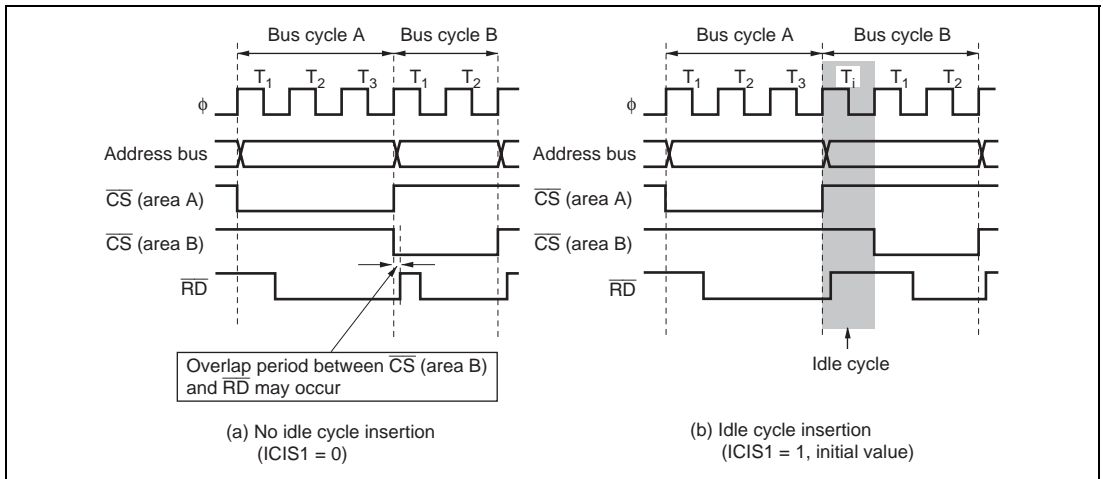 Bus cycle A
Bus cycle B
T1
T2
T3
T1
T2
ϕ
Address bus
CS (area A)
CS (area B)
RD
Overlap period between CS (area B)
and RD may occur
(a) No idle cycle insertion
(ICIS1 = 0)
Bus cycle A
Bus cycle B
T1
T2
T3
Ti
T1
T2
ϕ
Address bus
CS (area A)
CS (area B)
RD
Idle cycle
(b) Idle cycle insertion
(ICIS1 = 1, initial value)